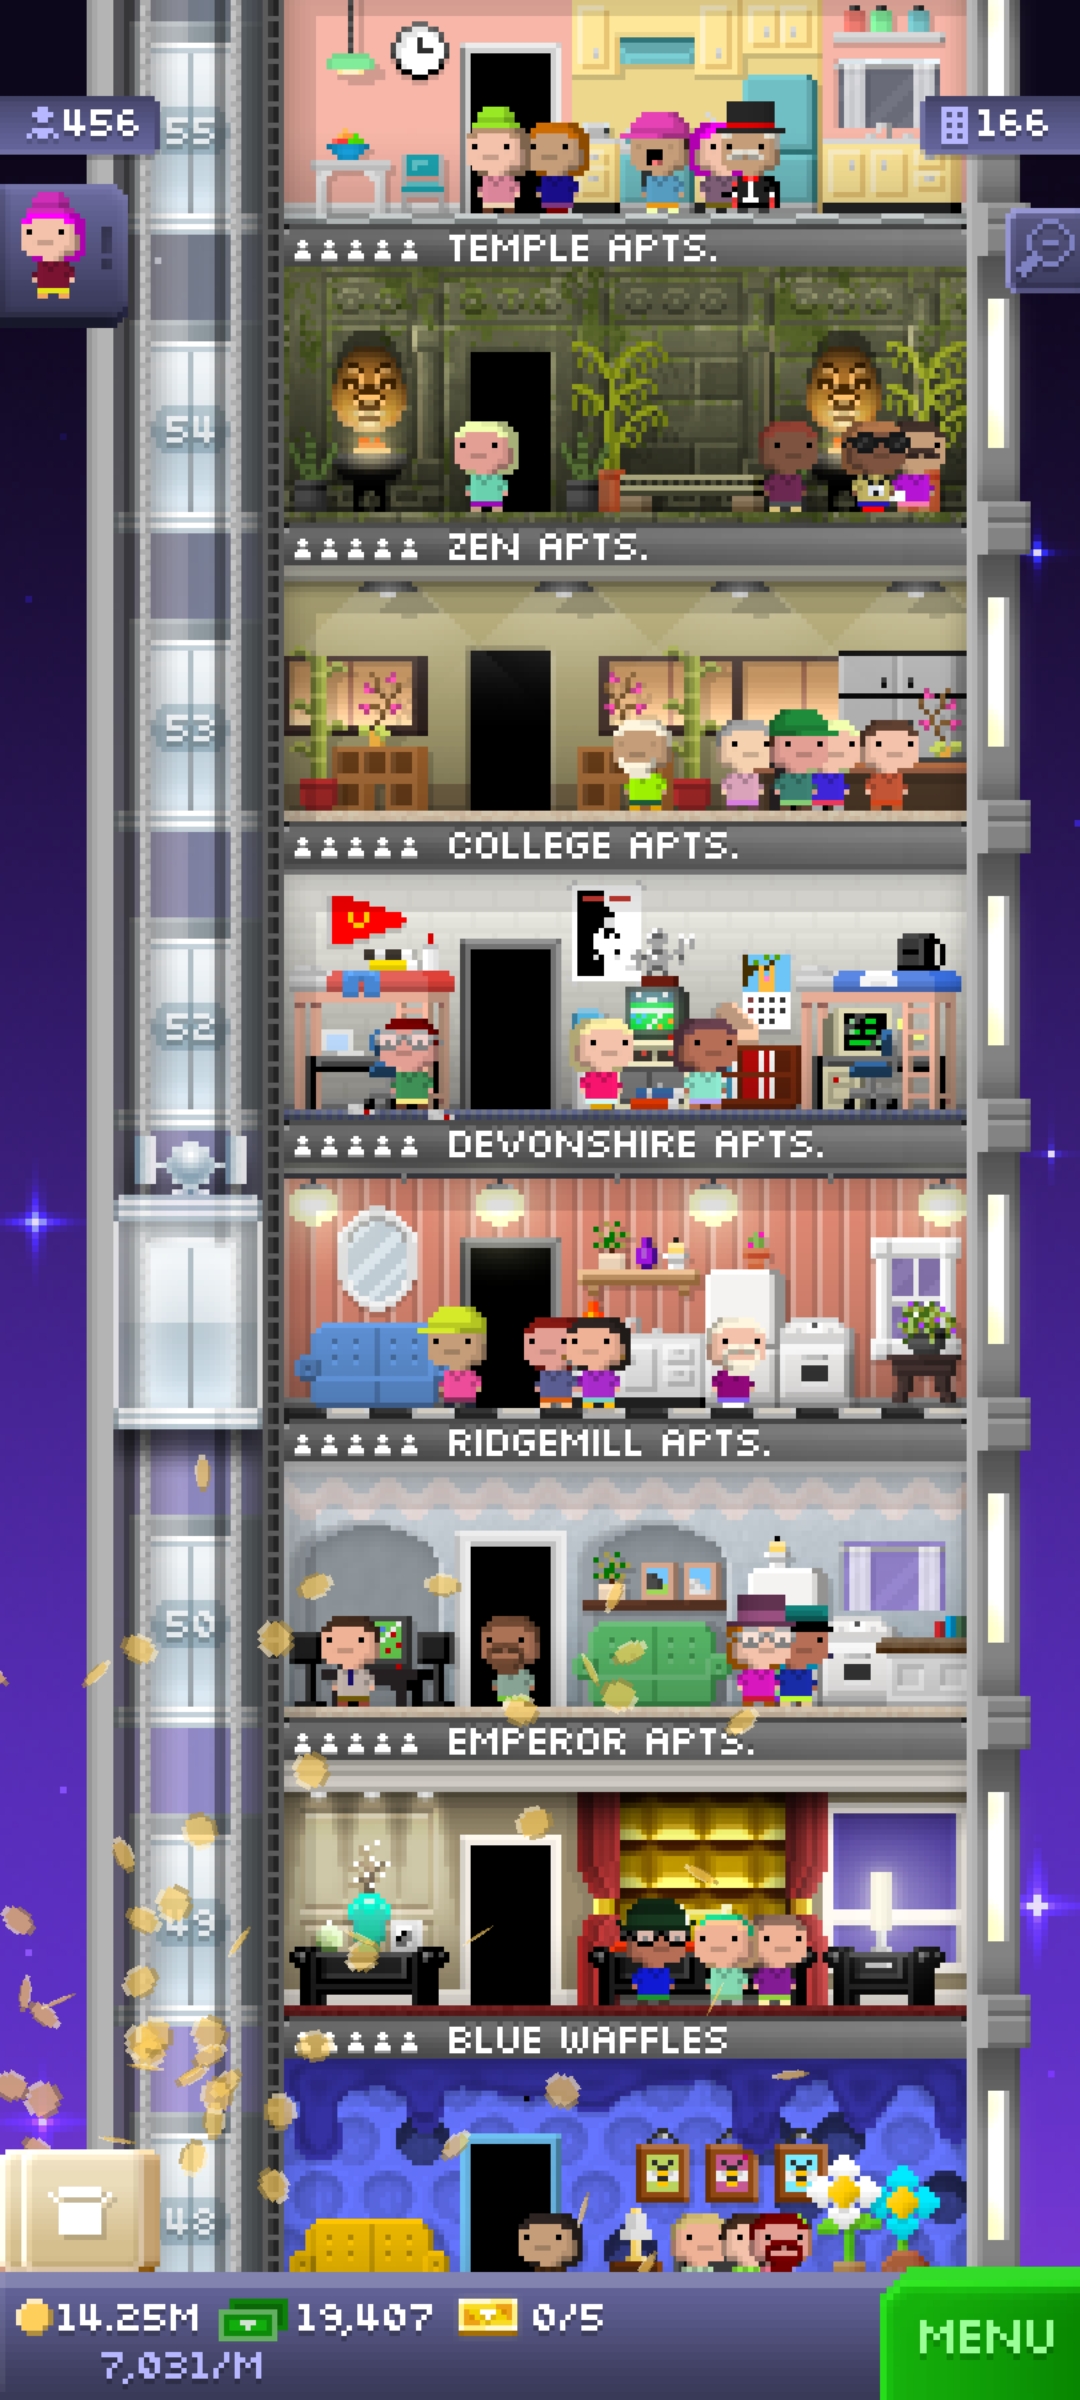 55
456
166
!
TEMPLE APTS.
54
ZEN APTS.
53
COLLEGE APTS.
52
DEVONSHIRE APTS.
RIDGEMILL APTS.
50
EMPEROR APTS.
49
BLUE WAFFLES
48
14.25M 19,407 0/5
7,031/M
MENU